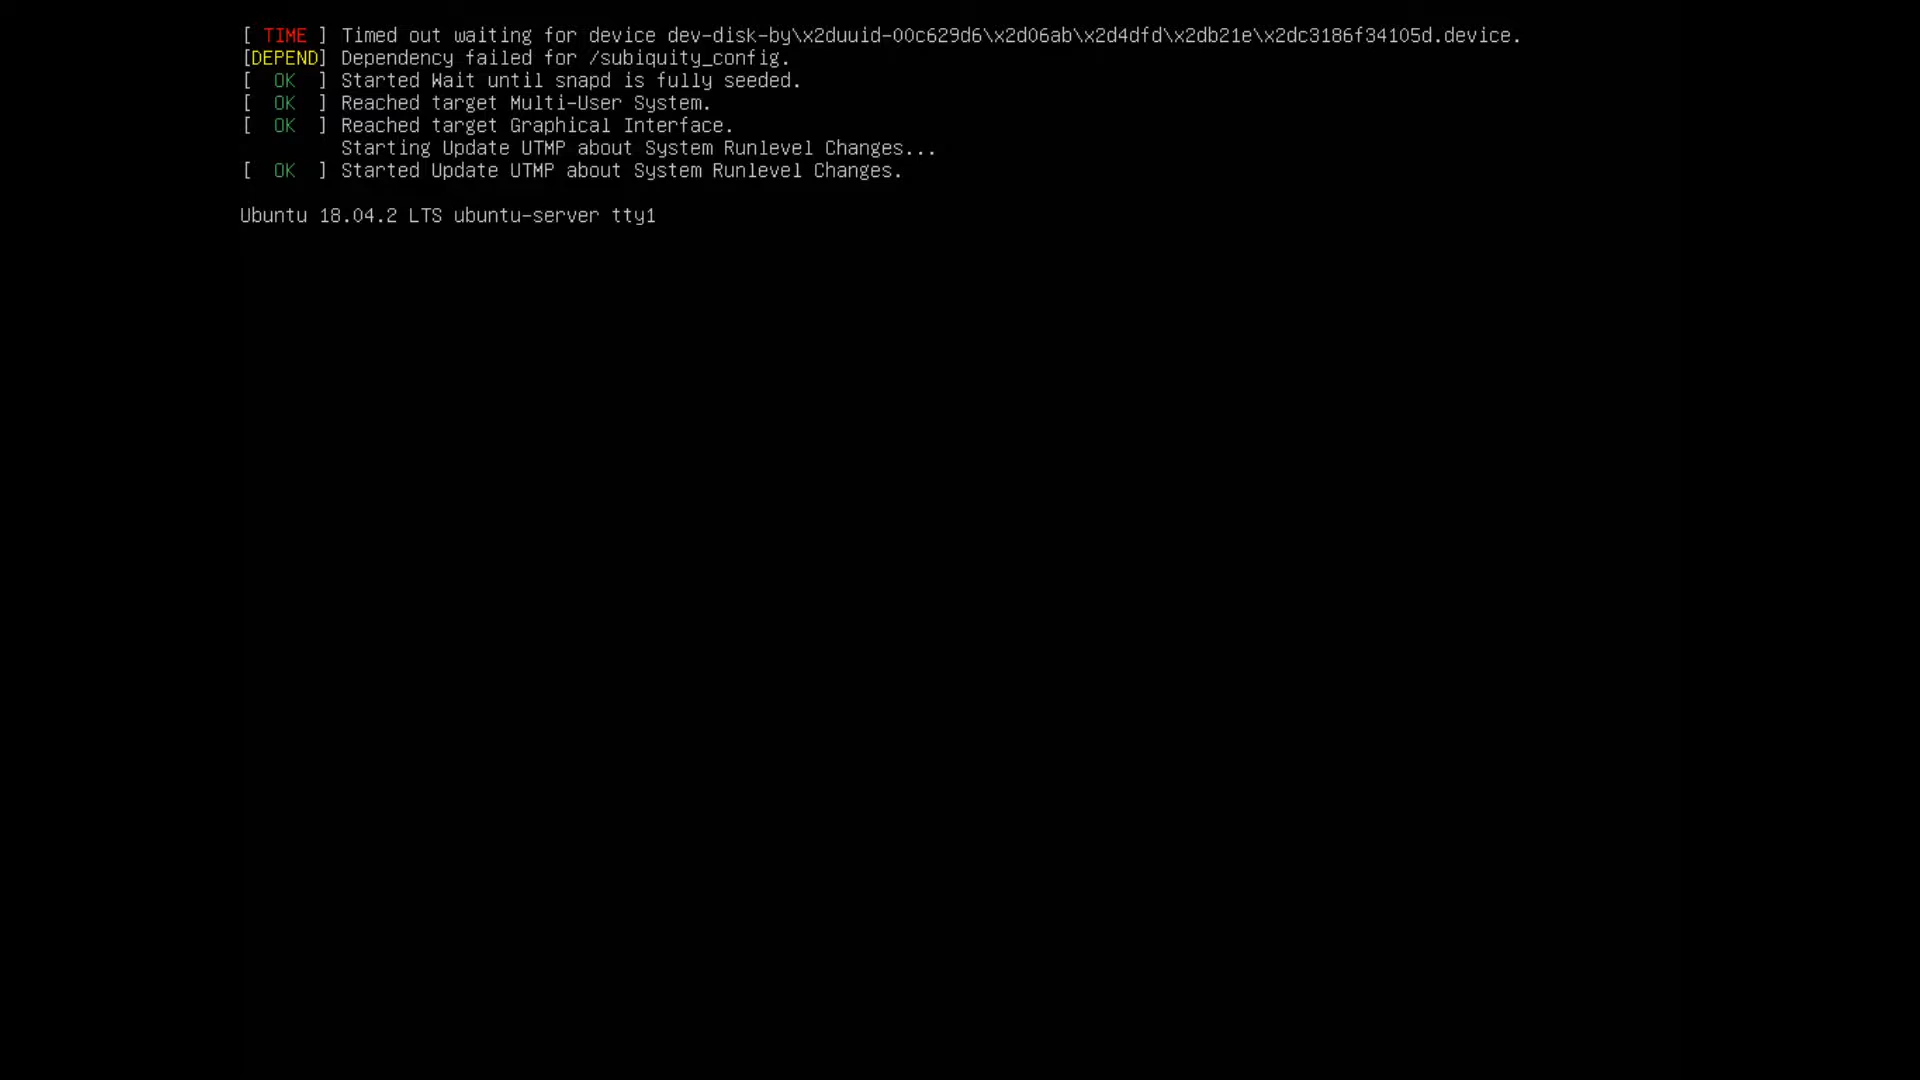 [ TIME ] Timed out waiting for device dev-disk-by\x2duuid-00c629d6\x2d06ab\x2d4dfd\x2db21e\x2dc3186f34105d.device.
[DEPEND] Dependency failed for /subiquity_config.
[  OK  ] Started Wait until snapd is fully seeded.
[  OK  ] Reached target Multi-User System.
[  OK  ] Reached target Graphical Interface.
Starting Update UTMP about System Runlevel Changes...
[  OK  ] Started Update UTMP about System Runlevel Changes.
Ubuntu 18.04.2 LTS ubuntu-server tty1